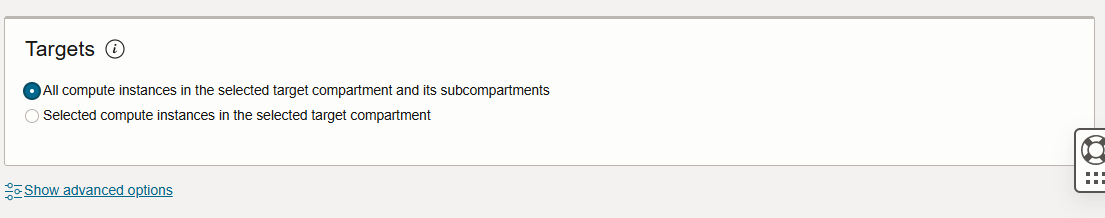 Targets i
All compute instances in the selected target compartment and its subcompartments
Selected compute instances in the selected target compartment
Show advanced options